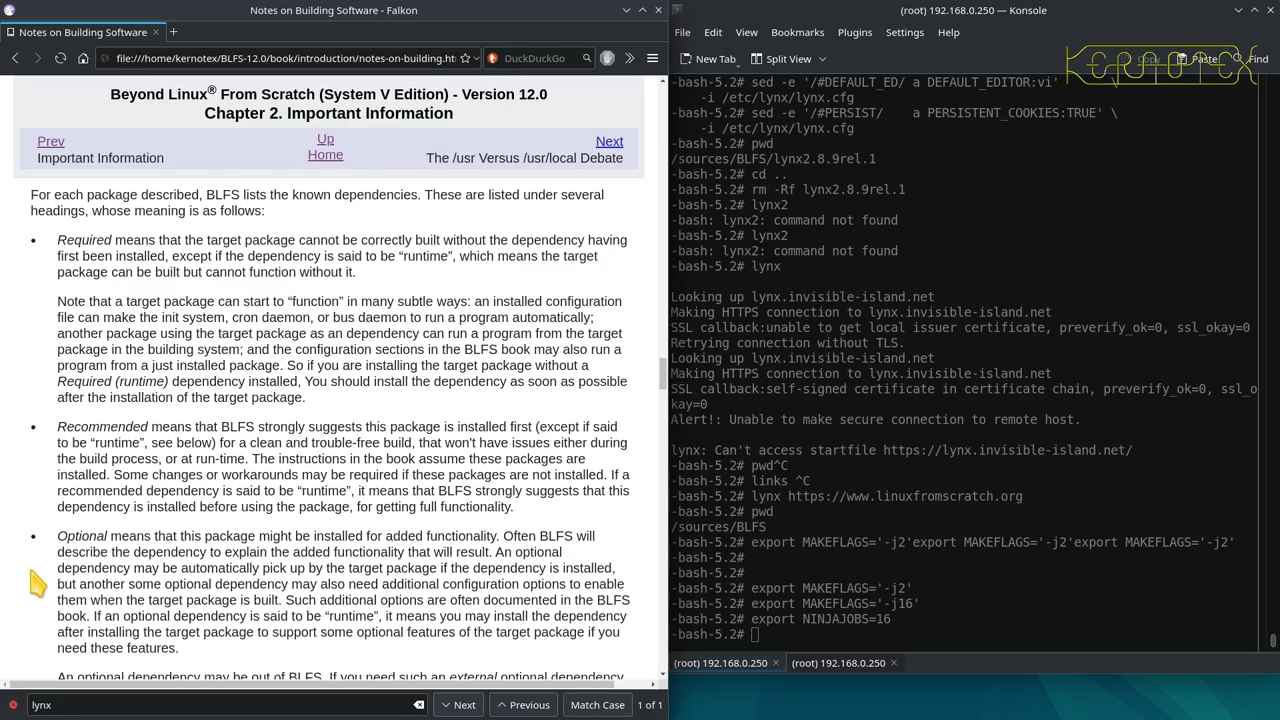 Notes on Building Software - Falkon
Notes on Building Software
file:///home/kernotex/BLFS-12.0/book/introduction/notes-on-building.ht
DuckDuckGo
Beyond Linux® From Scratch (System V Edition) - Version 12.0
Chapter 2. Important Information
Prev
Up
Next
Important Information
Home
The /usr Versus /usr/local Debate
For each package described, BLFS lists the known dependencies. These are listed under several
headings, whose meaning is as follows:
• Required means that the target package cannot be correctly built without the dependency having
first been installed, except if the dependency is said to be “runtime”, which means the target
package can be built but cannot function without it.
Note that a target package can start to “function” in many subtle ways: an installed configuration
file can make the init system, cron daemon, or bus daemon to run a program automatically;
another package using the target package as an dependency can run a program from the target
package in the building system; and the configuration sections in the BLFS book may also run a
program from a just installed package. So if you are installing the target package without a
Required (runtime) dependency installed, You should install the dependency as soon as possible
after the installation of the target package.
• Recommended means that BLFS strongly suggests this package is installed first (except if said
to be “runtime”, see below) for a clean and trouble-free build, that won't have issues either during
the build process, or at run-time. The instructions in the book assume these packages are
installed. Some changes or workarounds may be required if these packages are not installed. If a
recommended dependency is said to be “runtime”, it means that BLFS strongly suggests that this
dependency is installed before using the package, for getting full functionality.
• Optional means that this package might be installed for added functionality. Often BLFS will
describe the dependency to explain the added functionality that will result. An optional
dependency may be automatically pick up by the target package if the dependency is installed,
but another some optional dependency may also need additional configuration options to enable
them when the target package is built. Such additional options are often documented in the BLFS
book. If an optional dependency is said to be “runtime”, it means you may install the dependency
after installing the target package to support some optional features of the target package if you
need these features.
An optional dependency may be out of BLFS. If you need such an external optional dependency,
lynx
Next
Previous
Match Case
1 of 1
(root) 192.168.0.250 — Konsole
File Edit View Bookmarks Plugins Settings Help
New Tab
Split View
Copy
Paste
Find
Kernotex
-bash-5.2# sed -e '/#DEFAULT_ED/ a DEFAULT_EDITOR:vi' \
-i /etc/lynx/lynx.cfg
-bash-5.2# sed -e '/#PERSIST/ a PERSISTENT_COOKIES:TRUE' \
-i /etc/lynx/lynx.cfg
-bash-5.2# pwd
/sources/BLFS/lynx2.8.9rel.1
-bash-5.2# cd ..
-bash-5.2# rm -Rf lynx2.8.9rel.1
-bash-5.2# lynx2
-bash: lynx2: command not found
-bash-5.2# lynx2
-bash: lynx2: command not found
-bash-5.2# lynx
Looking up lynx.invisible-island.net
Making HTTPS connection to lynx.invisible-island.net
SSL callback:unable to get local issuer certificate, preverify_ok=0, ssl_okay=0
Retrying connection without TLS.
Looking up lynx.invisible-island.net
Making HTTPS connection to lynx.invisible-island.net
SSL callback:self-signed certificate in certificate chain, preverify_ok=0, ssl_o
kay=0
Alert!: Unable to make secure connection to remote host.
lynx: Can't access startfile https://lynx.invisible-island.net/
-bash-5.2# pwd^C
-bash-5.2# links ^C
-bash-5.2# lynx https://www.linuxfromscratch.org
-bash-5.2# pwd
/sources/BLFS
-bash-5.2# export MAKEFLAGS='-j2'export MAKEFLAGS='-j2'export MAKEFLAGS='-j2'
-bash-5.2#
-bash-5.2#
-bash-5.2# export MAKEFLAGS='-j2'
-bash-5.2# export MAKEFLAGS='-j16'
-bash-5.2# export NINJAJOBS=16
-bash-5.2#
(root) 192.168.0.250
(root) 192.168.0.250